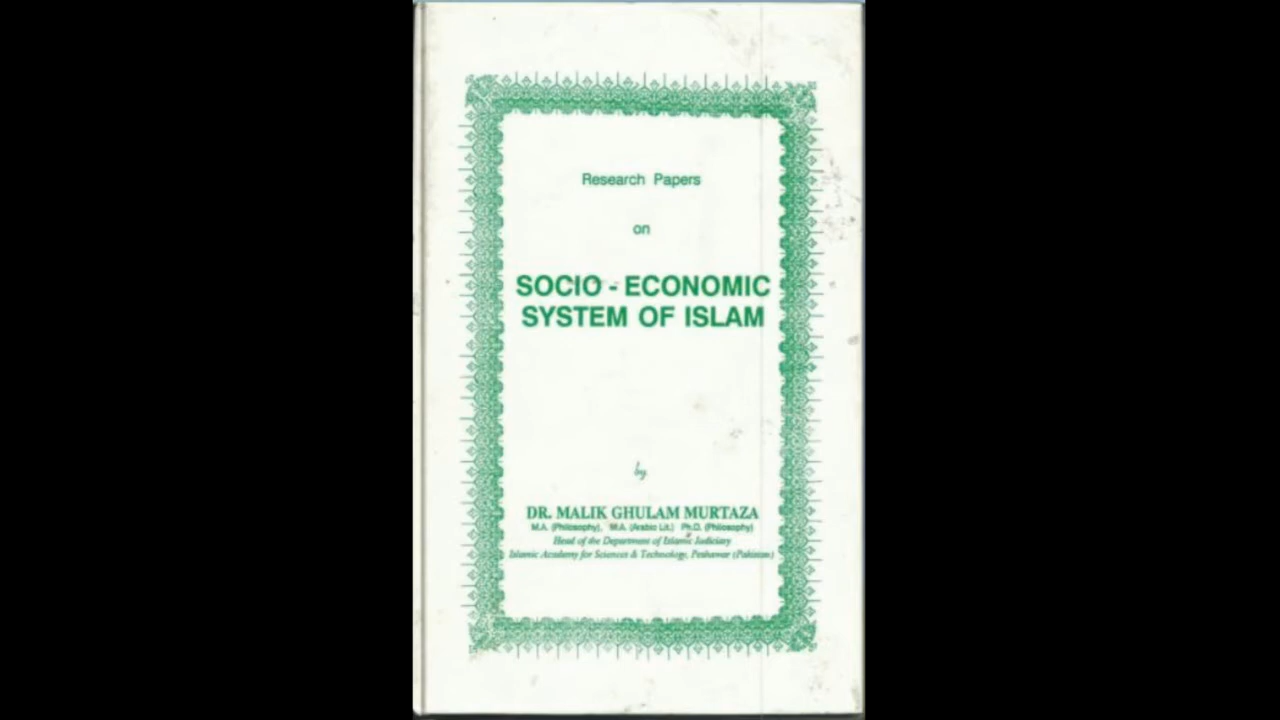 Research Papers
on
SOCIO - ECONOMIC
SYSTEM OF ISLAM
by
DR. MALIK GHULAM MURTAZA
M.A. (Philosophy), M.A. (Arabic Lit.) Ph.D. (Philosophy)
Head of the Department of Islamic Judiciary
Islamic Academy for Sciences & Technology, Peshawar (Pakistan)